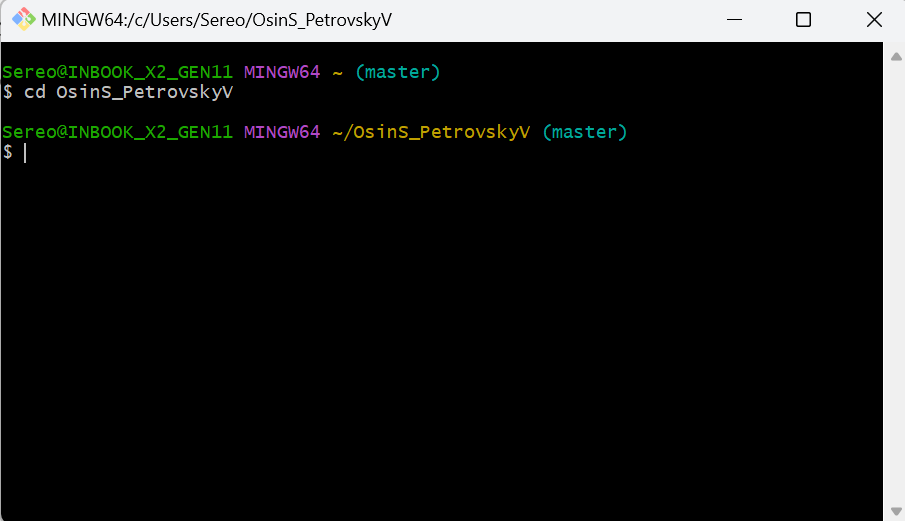 MINGW64:/c/Users/Sereo/OsinS_PetrovskyV
Sereo@INBOOK_X2_GEN11 MINGW64 ~ (master)
$ cd OsinS_PetrovskyV
Sereo@INBOOK_X2_GEN11 MINGW64 ~/OsinS_PetrovskyV (master)
$